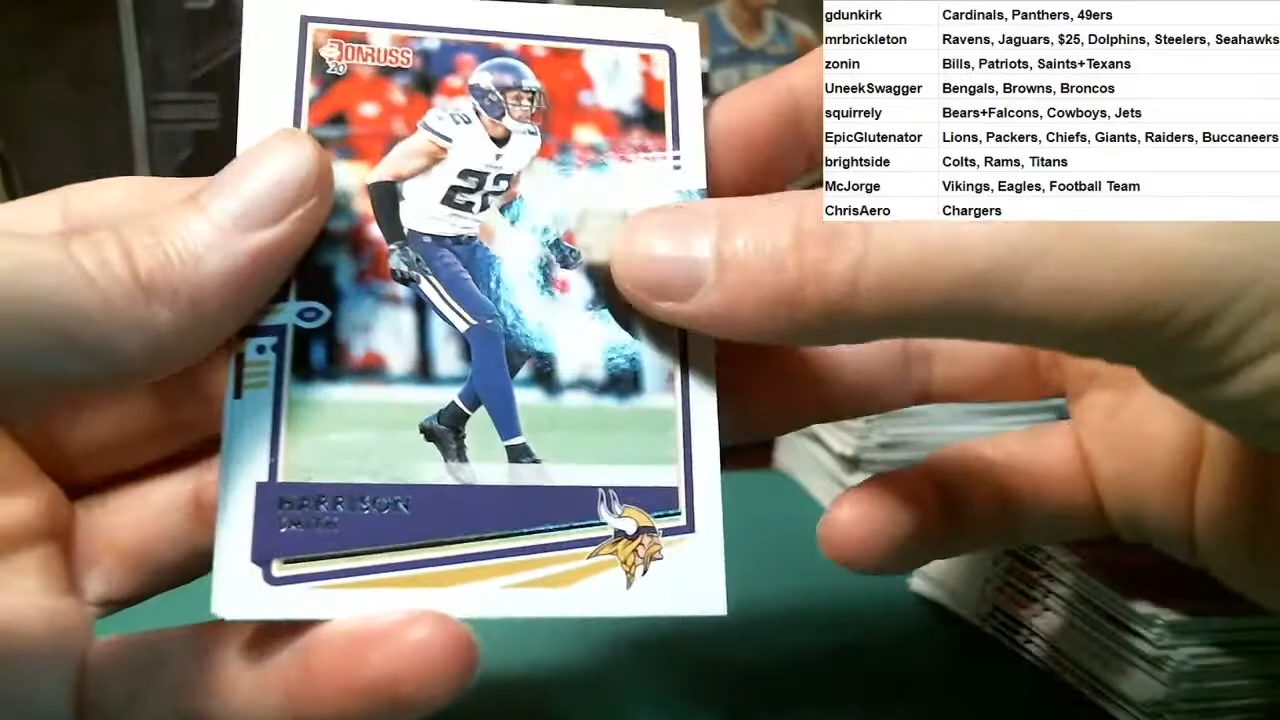 DONRUSS
20
22
HARRISON
SMITH
gdunkirk Cardinals, Panthers, 49ers
mrbrickleton Ravens, Jaguars, $25, Dolphins, Steelers, Seahawks
zonin Bills, Patriots, Saints+Texans
UneekSwagger Bengals, Browns, Broncos
squirrely Bears+Falcons, Cowboys, Jets
EpicGlutenator Lions, Packers, Chiefs, Giants, Raiders, Buccaneers
brightside Colts, Rams, Titans
McJorge Vikings, Eagles, Football Team
ChrisAero Chargers